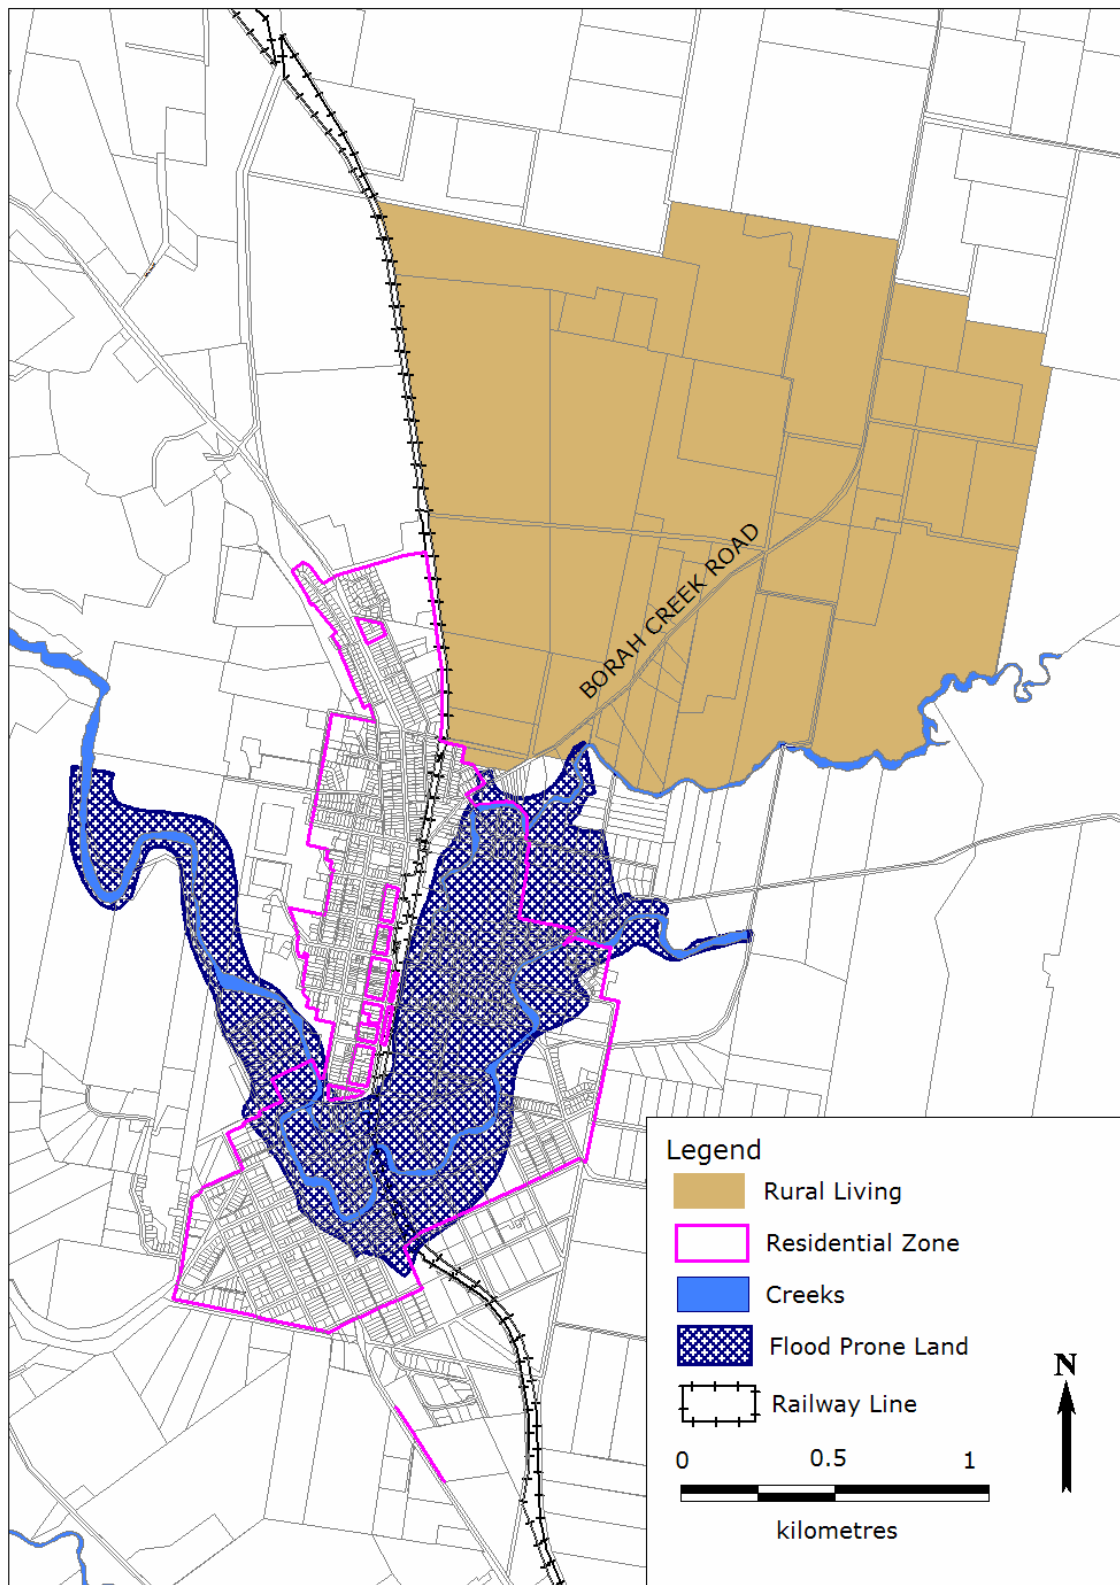 BORAH CREEK ROAD
Legend
Rural Living
Residential Zone
Creeks
Flood Prone Land
Railway Line
N
0 0.5 1
kilometres